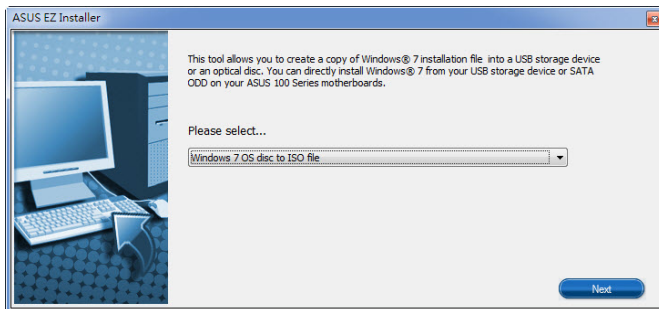 ASUS EZ Installer
This tool allows you to create a copy of Windows® 7 installation file into a USB storage device
or an optical disc. You can directly install Windows® 7 from your USB storage device or SATA
ODD on your ASUS 100 Series motherboards.
Please select...
Windows 7 OS disc to ISO file
Next